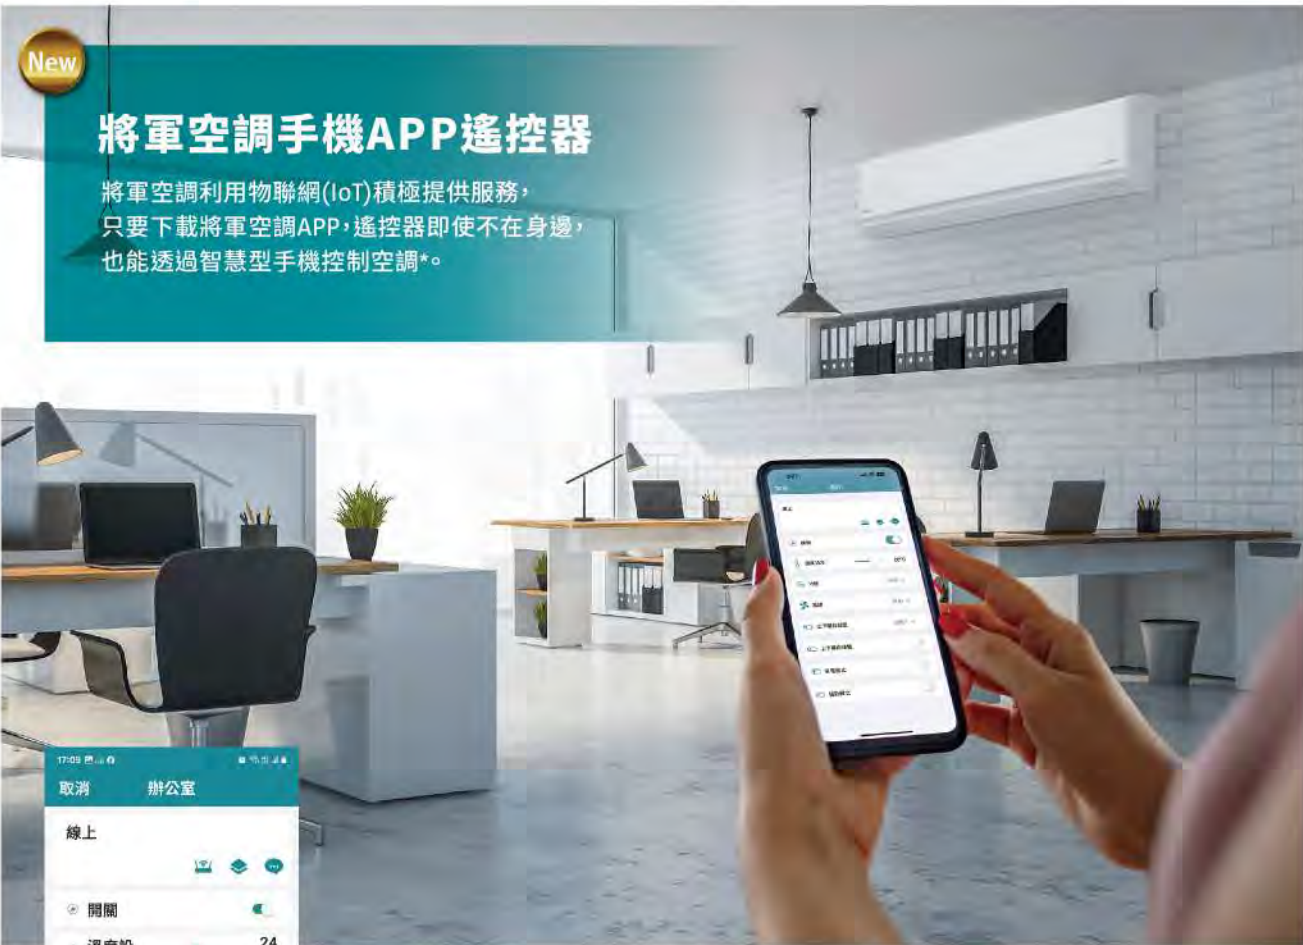 New
將軍空調手機APP遙控器
將軍空調利用物聯網(IoT)積極提供服務，
只要下載將軍空調APP，遙控器即使不在身邊，
也能透過智慧型手機控制空調*。
17:09
取消 辦公室
線上
開關
溫度設 24